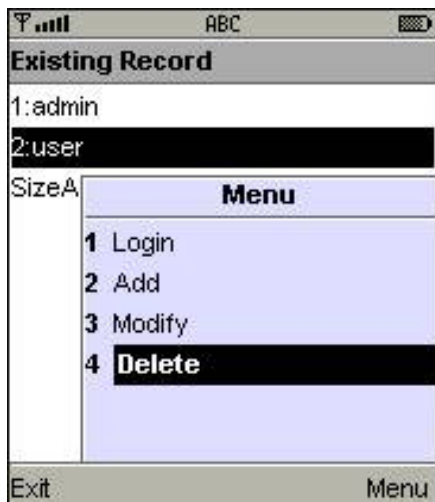 ABC
Existing Record
1:admin
2:user
SizeA
Menu
1 Login
2 Add
3 Modify
4 Delete
Exit Menu